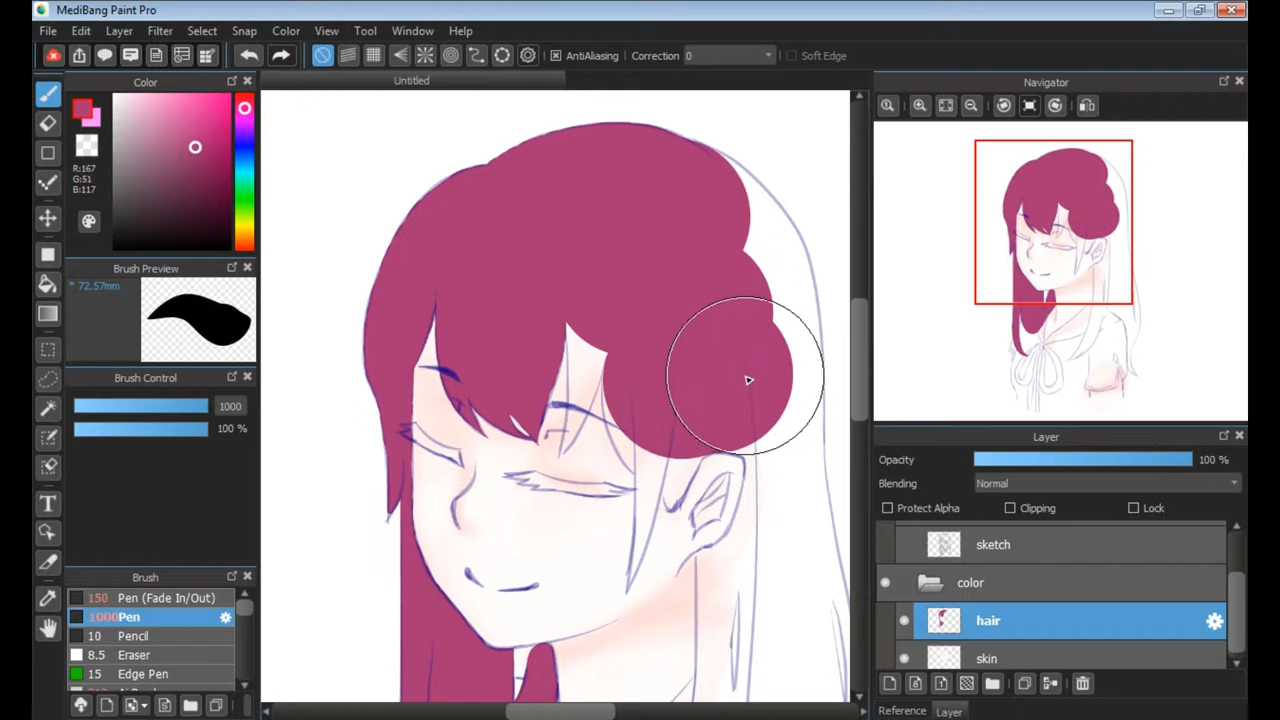 MediBang Paint Pro
File Edit Layer Filter Select Snap Color View Tool Window Help
AntiAliasing Correction 0 Soft Edge
Color
Untitled
Navigator
R:167
G:51
B:117
Brush Preview
* 72.57mm
Brush Control
1000
100 %
Layer
Opacity 100 %
Blending Normal
Protect Alpha Clipping Lock
sketch
color
hair
skin
Brush
150 Pen (Fade In/Out)
1000 Pen
10 Pencil
8.5 Eraser
15 Edge Pen
Reference Layer